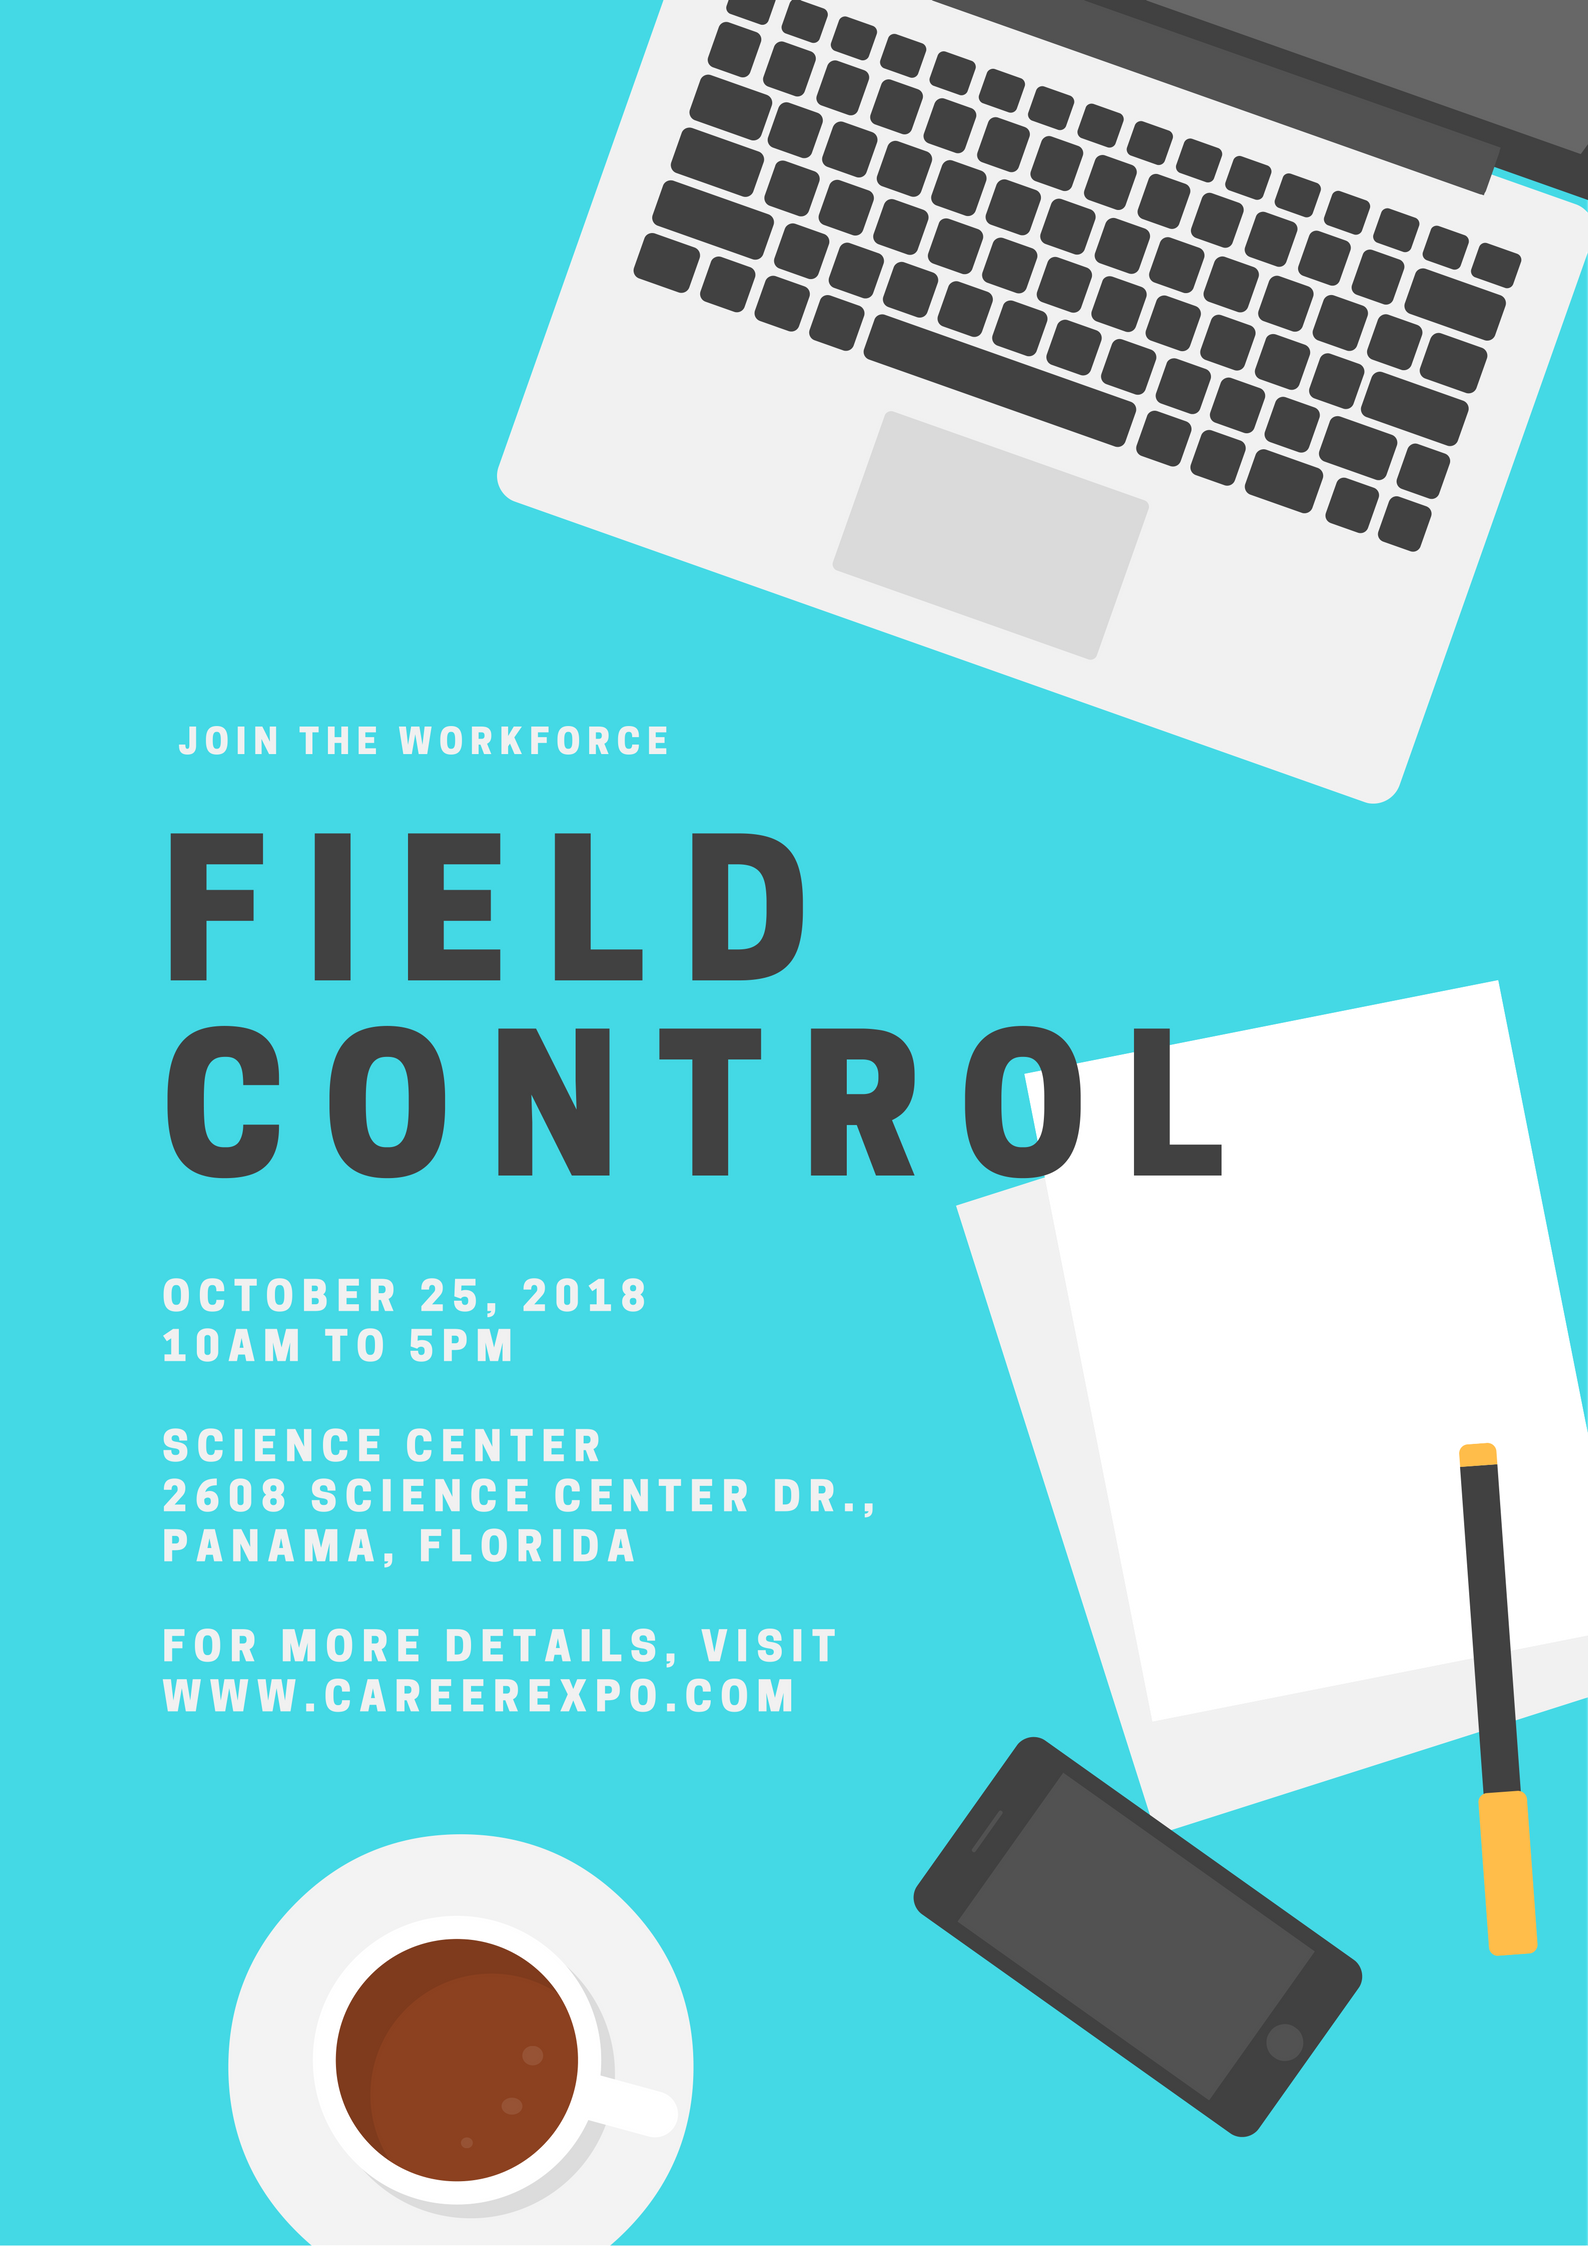 JOIN THE WORKFORCE
FIELD
CONTROL
OCTOBER 25, 2018
10AM TO 5PM
SCIENCE CENTER
2608 SCIENCE CENTER DR.,
PANAMA, FLORIDA
FOR MORE DETAILS, VISIT
WWW.CAREEREXPO.COM